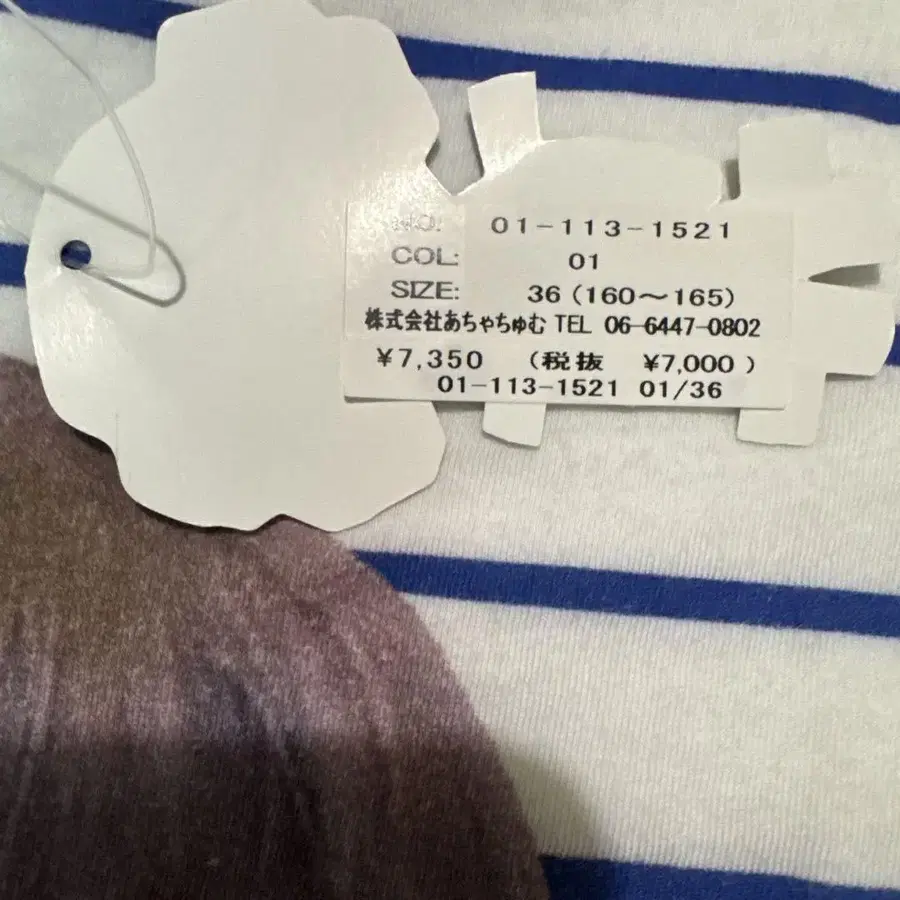 NO: 01-113-1521
COL: 01
SIZE: 36 (160〜165)
株式会社あちゃちゅむ TEL 06-6447-0802
¥7,350 (税抜 ¥7,000)
01-113-1521 01/36